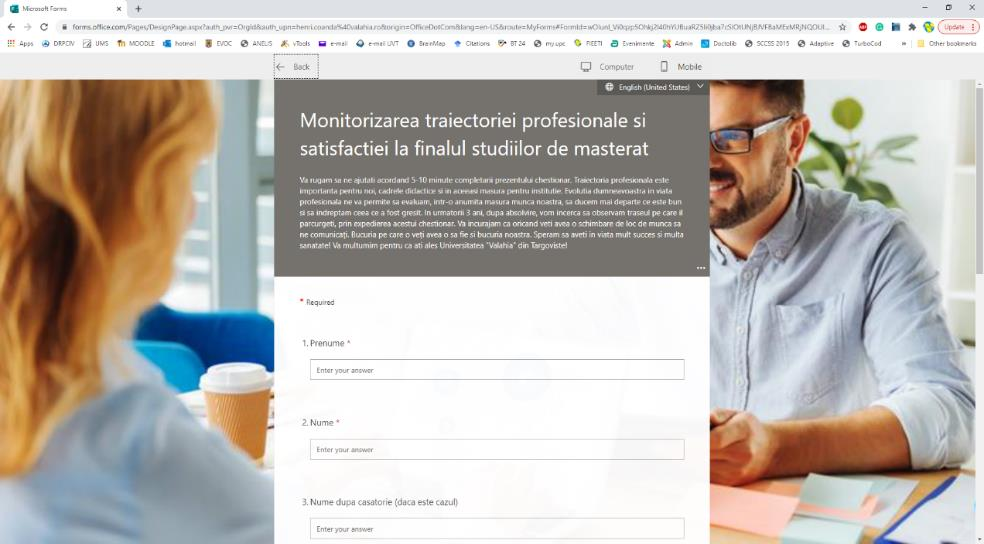 Microsoft Forms
forms.office.com/Pages/DesignPage.aspx?auth_pvr=OrgId&auth_upn=henri.coanda%40valahia.ro&origin=OfficeDotCom&lang=en-US&route=MyForms#FormId=
Update
Apps DRPCIV UMS MOODLE hotmail EVOC ANELIS vTools e-mail e-mail UVT BrainMap Citations BT 24 my upc FIEETI Evenimente Admin Doctolib SCCSS 2015 Adaptive TurboCod » Other bookmarks
Back Computer Mobile
English (United States)
Monitorizarea traiectoriei profesionale si
satisfactiei la finalul studiilor de masterat
Va rugam sa ne ajutati acordand 5-10 minute completarii prezentului chestionar. Traiectoria profesionala este
importanta pentru noi, cadrele didactice si in aceeasi masura pentru institutie. Evolutia dumneavoastra in viata
profesionala ne va permite sa evaluam, intr-o anumita masura munca noastra, sa ducem mai departe ce este bun
si sa indreptam ceea ce a fost gresit. In urmatorii 3 ani, dupa absolvire, vom incerca sa observam traseul pe care il
parcurgeti, prin expedierea acestui chestionar. Va incurajam ca oricand veti avea o schimbare de loc de munca sa
ne comunicați. Bucuria pe care o veți avea o sa fie si bucuria noastra. Speram sa aveti in viata mult succes si multa
sanatate! Va multumim pentru ca ati ales Universitatea "Valahia" din Targoviste!
* Required
1. Prenume *
Enter your answer
2. Nume *
Enter your answer
3. Nume dupa casatorie (daca este cazul)
Enter your answer